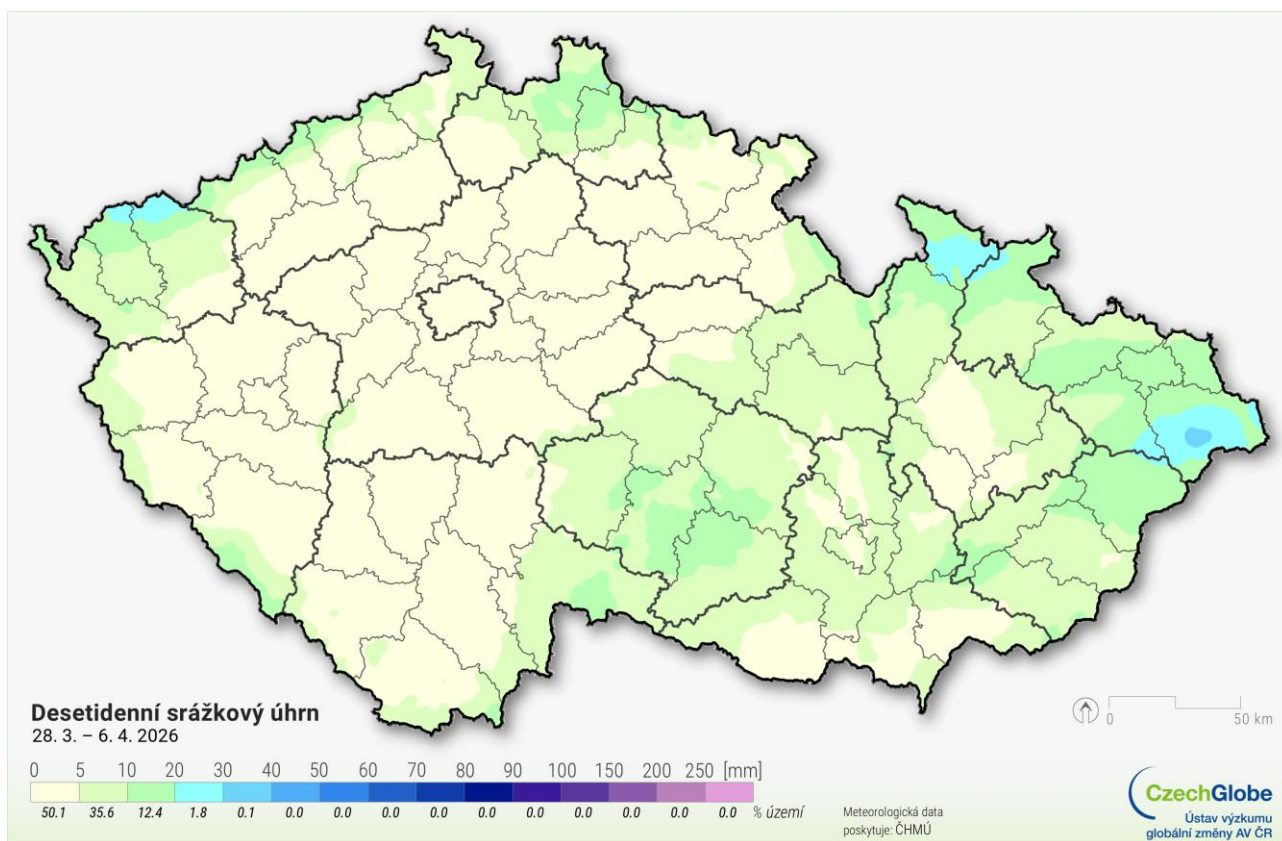 Desetidenní srážkový úhrn
28. 3. – 6. 4. 2026
0 50 km
0 5 10 20 30 40 50 60 70 80 90 100 150 200 250 [mm]
50.1 35.6 12.4 1.8 0.1 0.0 0.0 0.0 0.0 0.0 0.0 0.0 0.0 0.0 0.0 % území
Meteorologická data
poskytuje: ČHMÚ
CzechGlobe
Ústav výzkumu
globální změny AV ČR